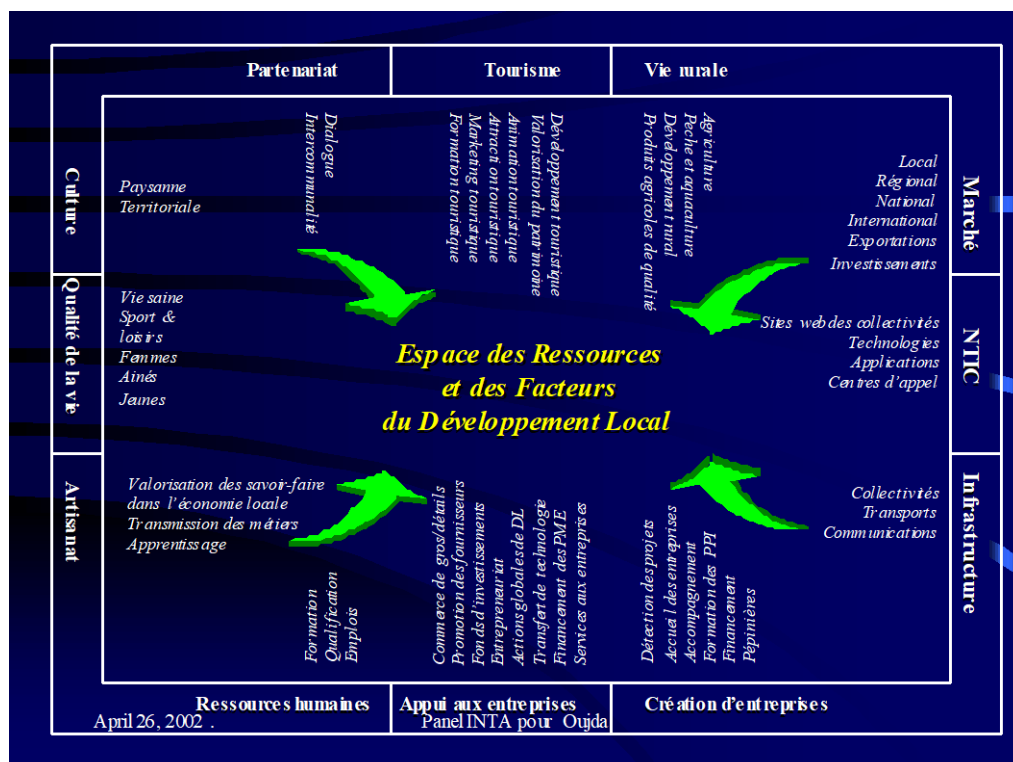 Partenariat
Tourisme
Vie rurale
Culture
Paysanne
Territoriale
Dialogue
Intercommunalité
Développement touristique
Valorisation du patrimoine
Animation touristique
Attraction touristique
Marketing touristique
Formation touristique
Agriculture
Peche et aquaculture
Développement rural
Produits agricoles de qualité
Local
Régional
National
International
Exportations
Investissements
Marché
Qualité de la vie
Vie saine
Sport &
loisirs
Femmes
Ainés
Jeunes
Espace des Ressources
et des Facteurs
du Développement Local
Sites web des collectivités
Technologies
Applications
Centres d'appel
NTIC
Artisanat
Valorisation des savoir-faire
dans l'économie locale
Transmission des métiers
Apprentissage
Formation
Qualification
Emplois
Commerce de gros/détails
Promotion des fournisseurs
Fonds d'investissements
Entrepreneuriat
Actions globales de DL
Transfert de technologie
Financement des PME
Services aux entreprises
Détection des projets
Accueil des entreprises
Accompagnement
Formation des PPI
Financement
Pépinières
Collectivités
Transports
Communications
Infrastructure
Ressources humaines
Appui aux entreprises
Création d'entreprises
April 26, 2002 .
Panel INTA pour Oujda